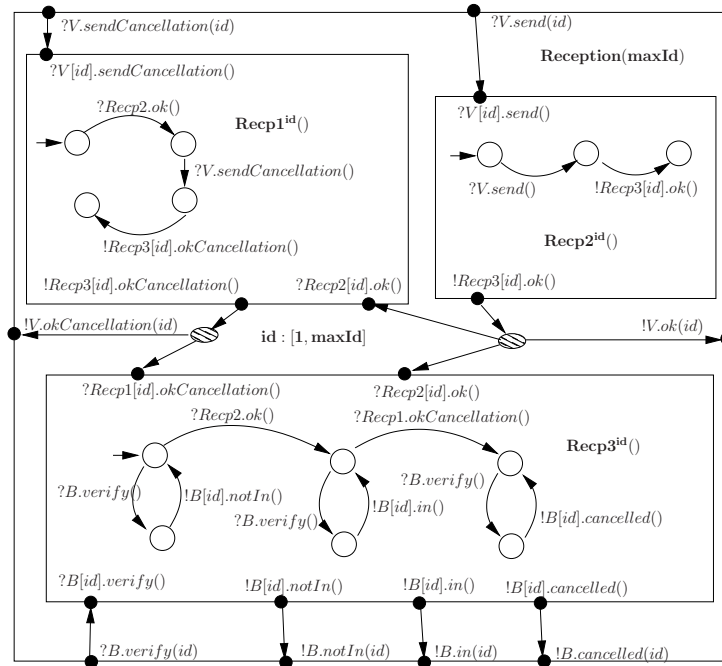 ?V.sendCancellation(id)
?V.send(id)
Reception(maxId)
?V[id].sendCancellation()
?Recp2.ok()
Recp1^id()
?V.sendCancellation()
!Recp3[id].okCancellation()
?V[id].send()
?V.send()
!Recp3[id].ok()
Recp2^id()
!Recp3[id].okCancellation()
?Recp2[id].ok()
!Recp3[id].ok()
!V.okCancellation(id)
id : [1, maxId]
!V.ok(id)
?Recp1[id].okCancellation()
?Recp2[id].ok()
?Recp2.ok()
?Recp1.okCancellation()
Recp3^id()
?B.verify()
!B[id].notIn()
?B.verify()
!B[id].in()
?B.verify()
!B[id].cancelled()
?B[id].verify()
!B[id].notIn()
!B[id].in()
!B[id].cancelled()
?B.verify(id)
!B.notIn(id)
!B.in(id)
!B.cancelled(id)